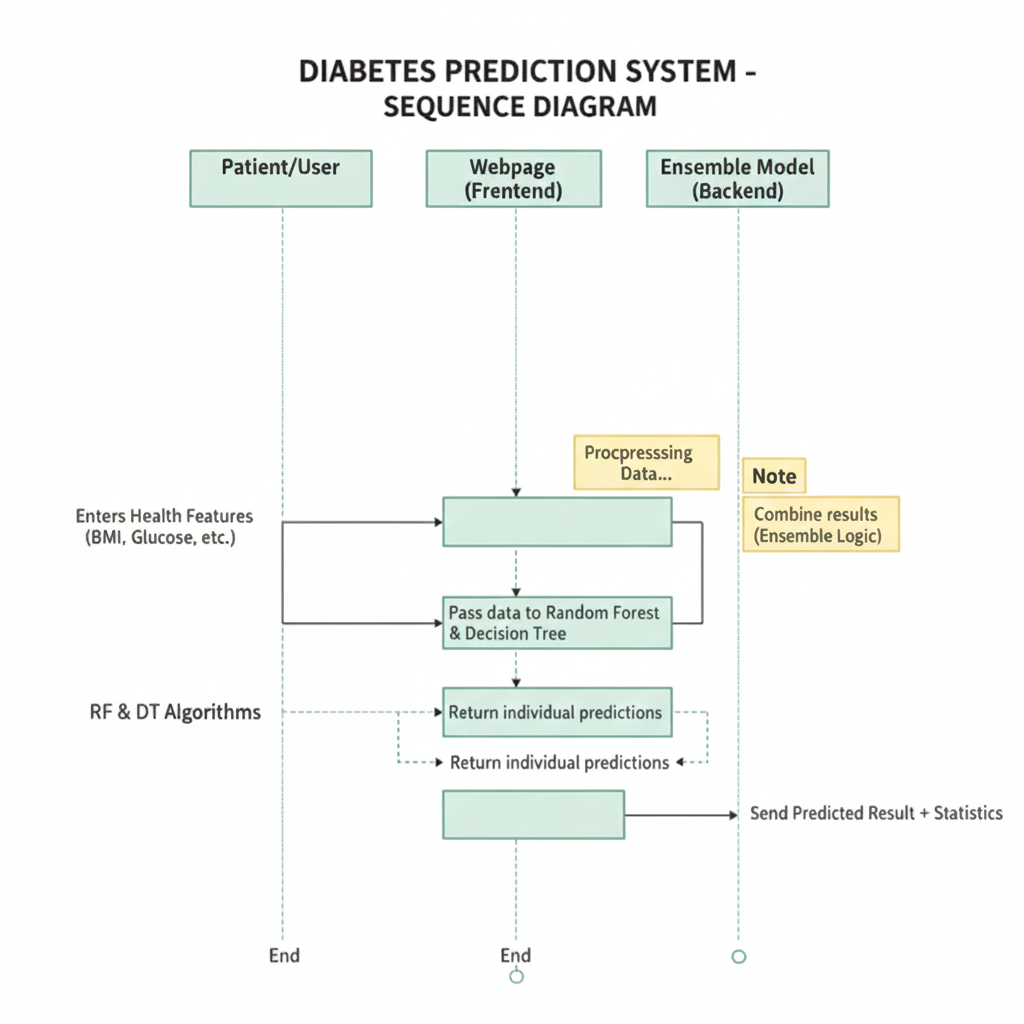 DIABETES PREDICTION SYSTEM -
SEQUENCE DIAGRAM
Patient/User
Webpage
(Frentend)
Ensemble Model
(Backend)
Procpresssing
Data...
Note
Combine results
(Ensemble Logic)
Enters Health Features
(BMI, Glucose, etc.)
Pass data to Random Forest
& Decision Tree
RF & DT Algorithms
Return individual predictions
Return individual predictions
Send Predicted Result + Statistics
End
End